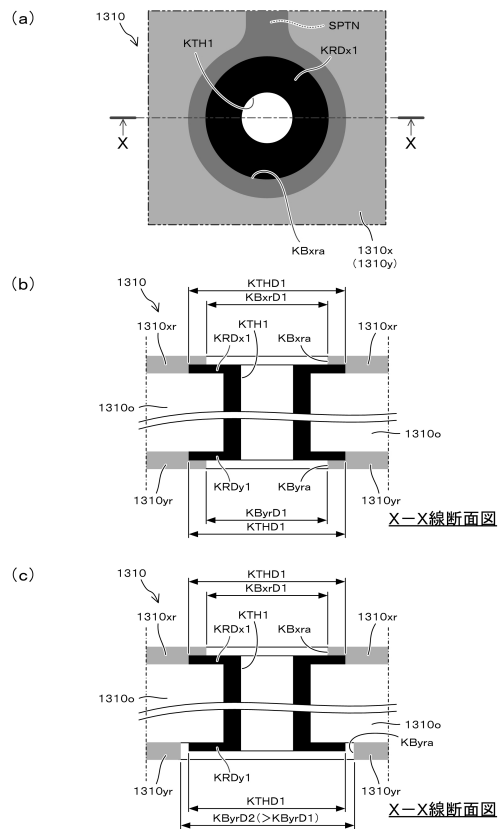 (a)
1310
SPTN
KTH1
KRDx1
X
X
KBxra
1310x
(1310y)
(b)
1310
KTHD1
KBxrD1
1310xr
KTH1
KRDx1
KBxra
1310xr
1310o
1310o
1310yr
KRDy1
KByra
1310yr
KByrD1
KTHD1
X－X線断面図
(c)
1310
KTHD1
KBxrD1
1310xr
KTH1
KRDx1
KBxra
1310xr
1310o
1310o
KByra
1310yr
KRDy1
1310yr
KTHD1
KByrD2(>KByrD1)
X－X線断面図